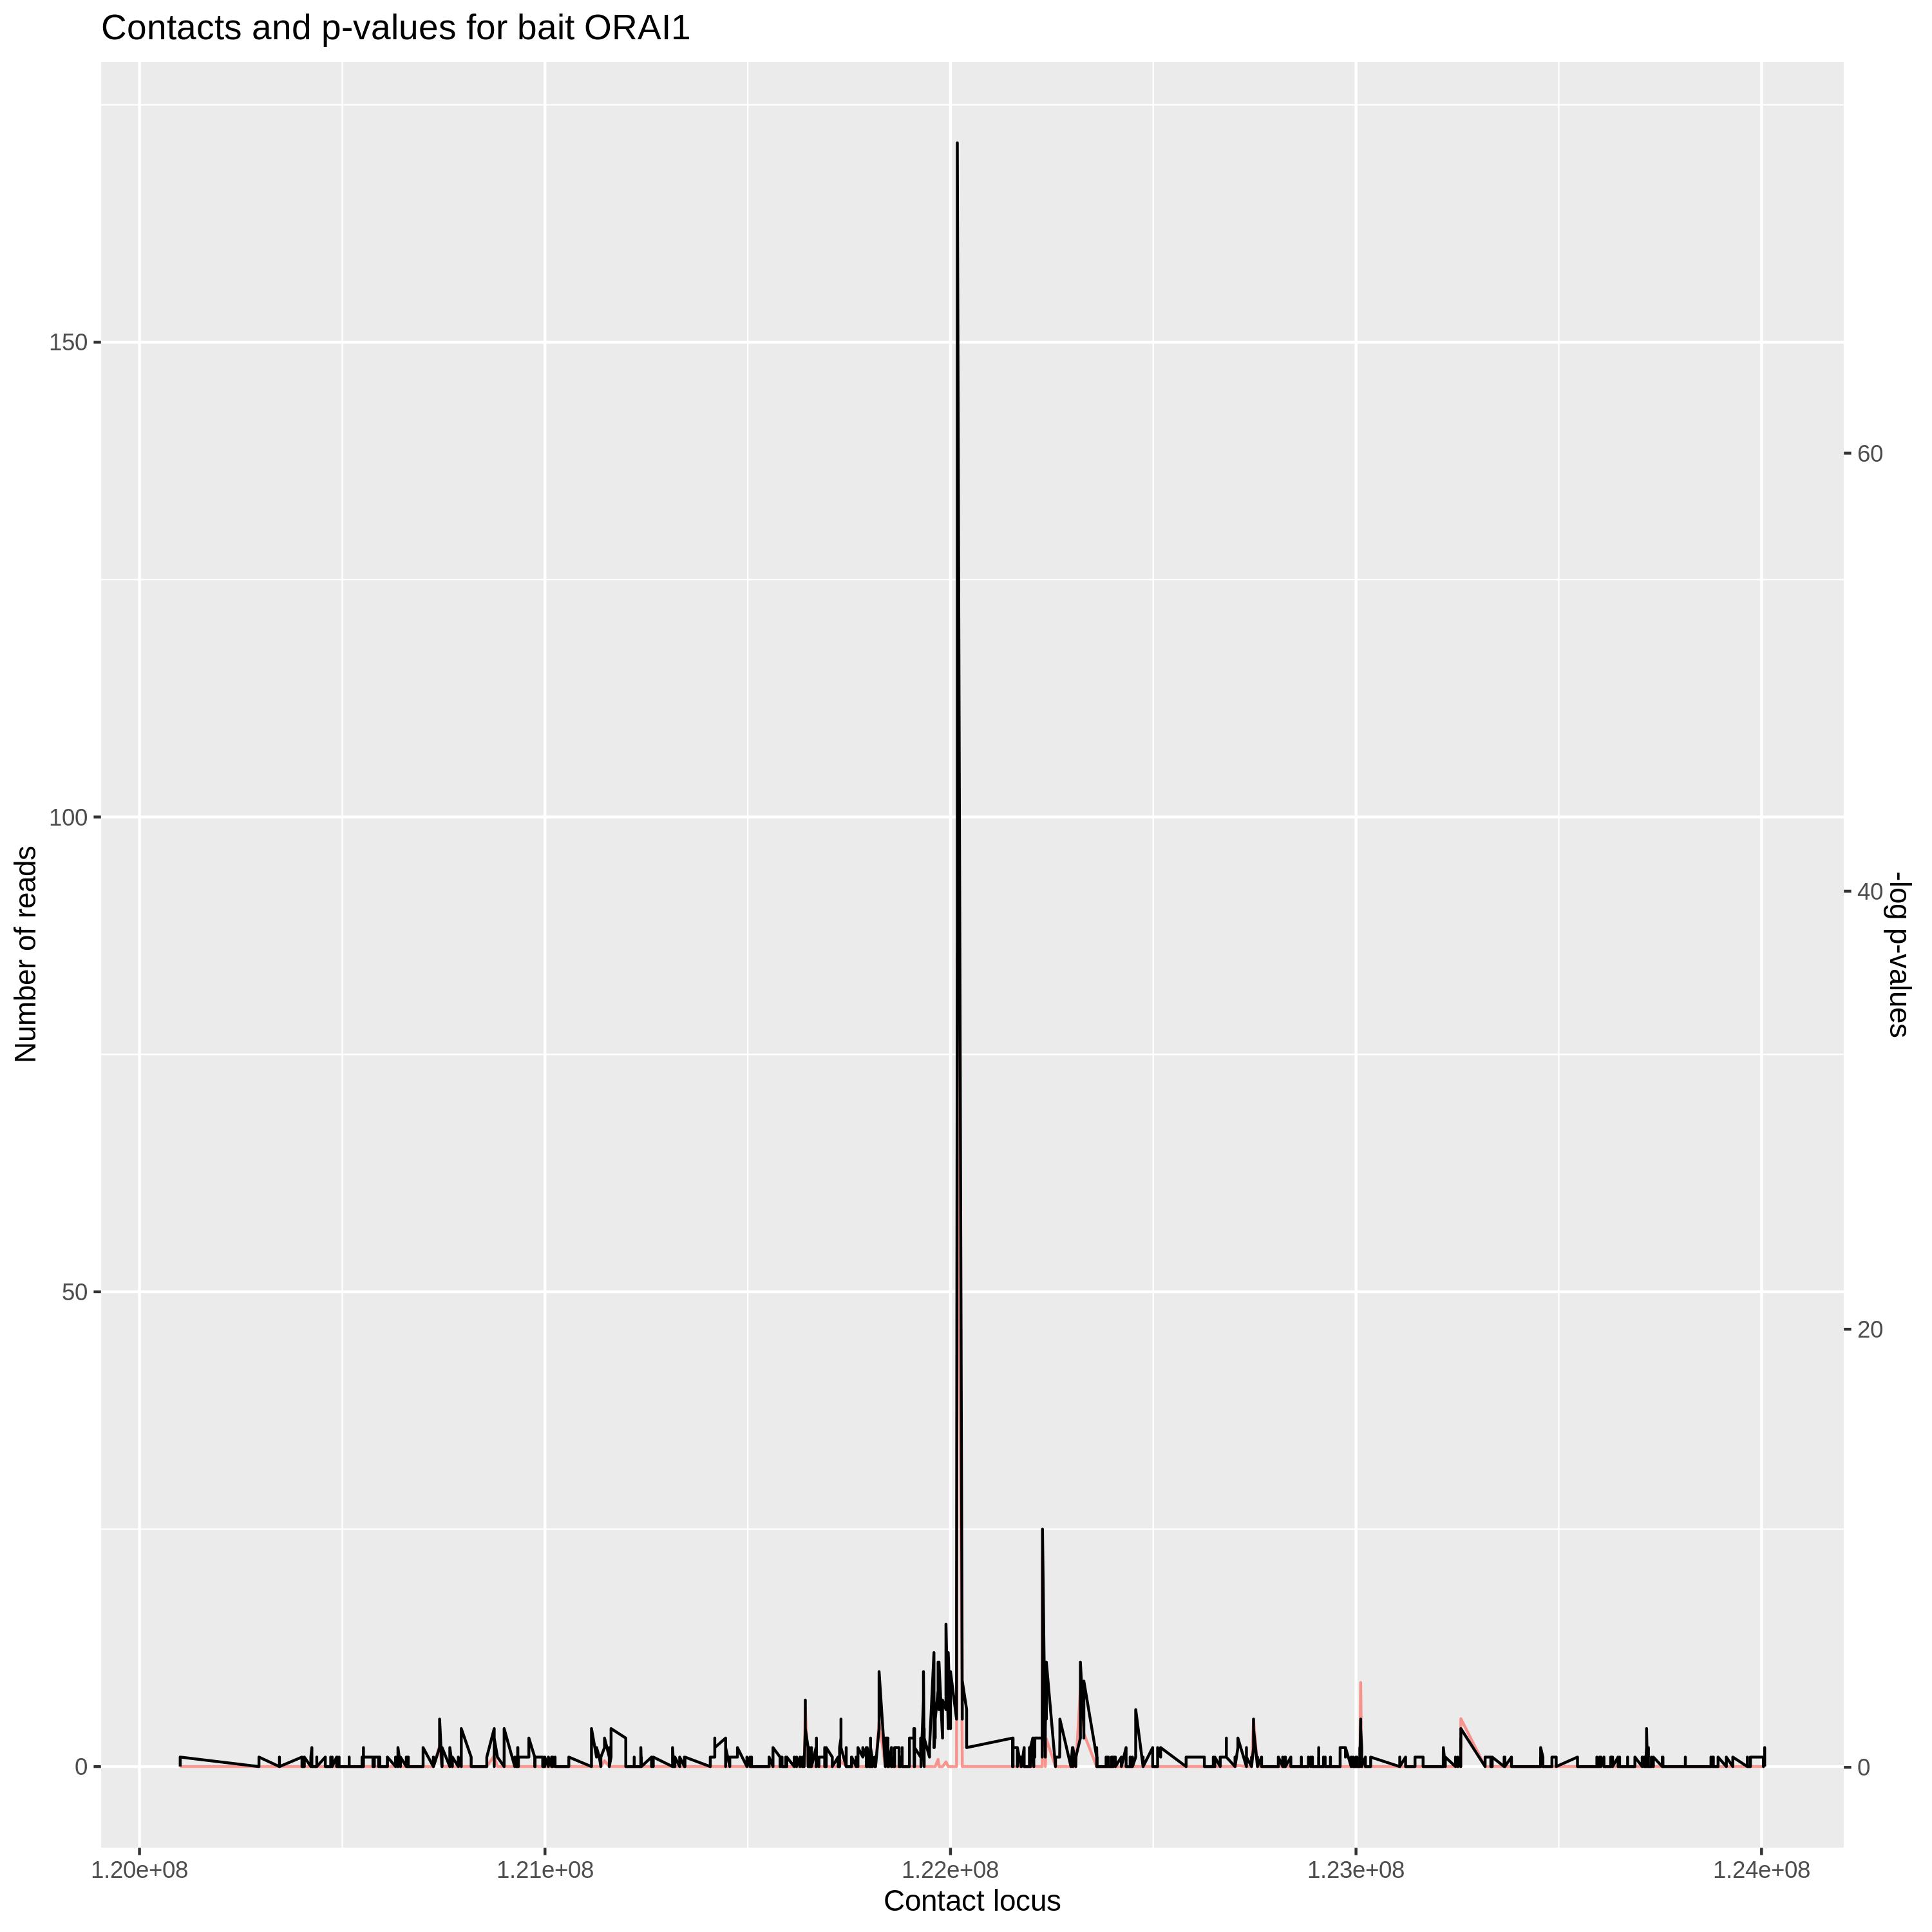 Contacts and p-values for bait ORAI1
150
100
50
0
Number of reads
60
40
20
0
-log p-values
1.20e+08
1.21e+08
1.22e+08
1.23e+08
1.24e+08
Contact locus